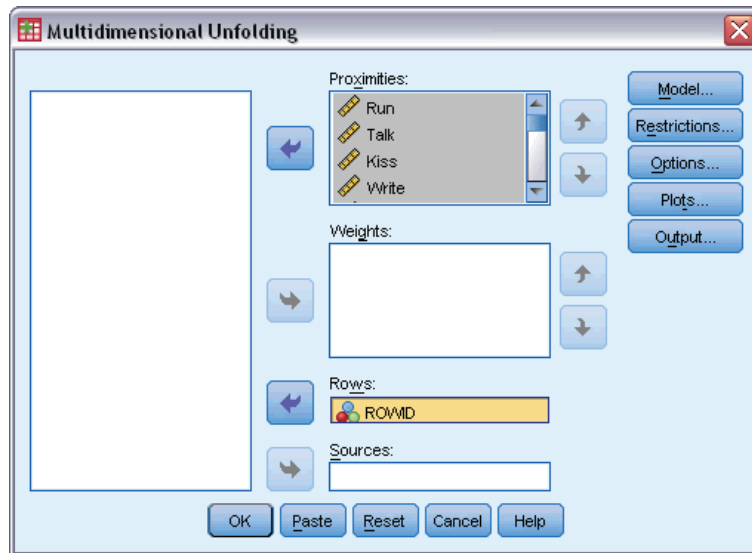 Multidimensional Unfolding
Proximities:
Run
Talk
Kiss
Write
Weights:
Rows:
ROWID
Sources:
Model...
Restrictions...
Options...
Plots...
Output...
OK
Paste
Reset
Cancel
Help